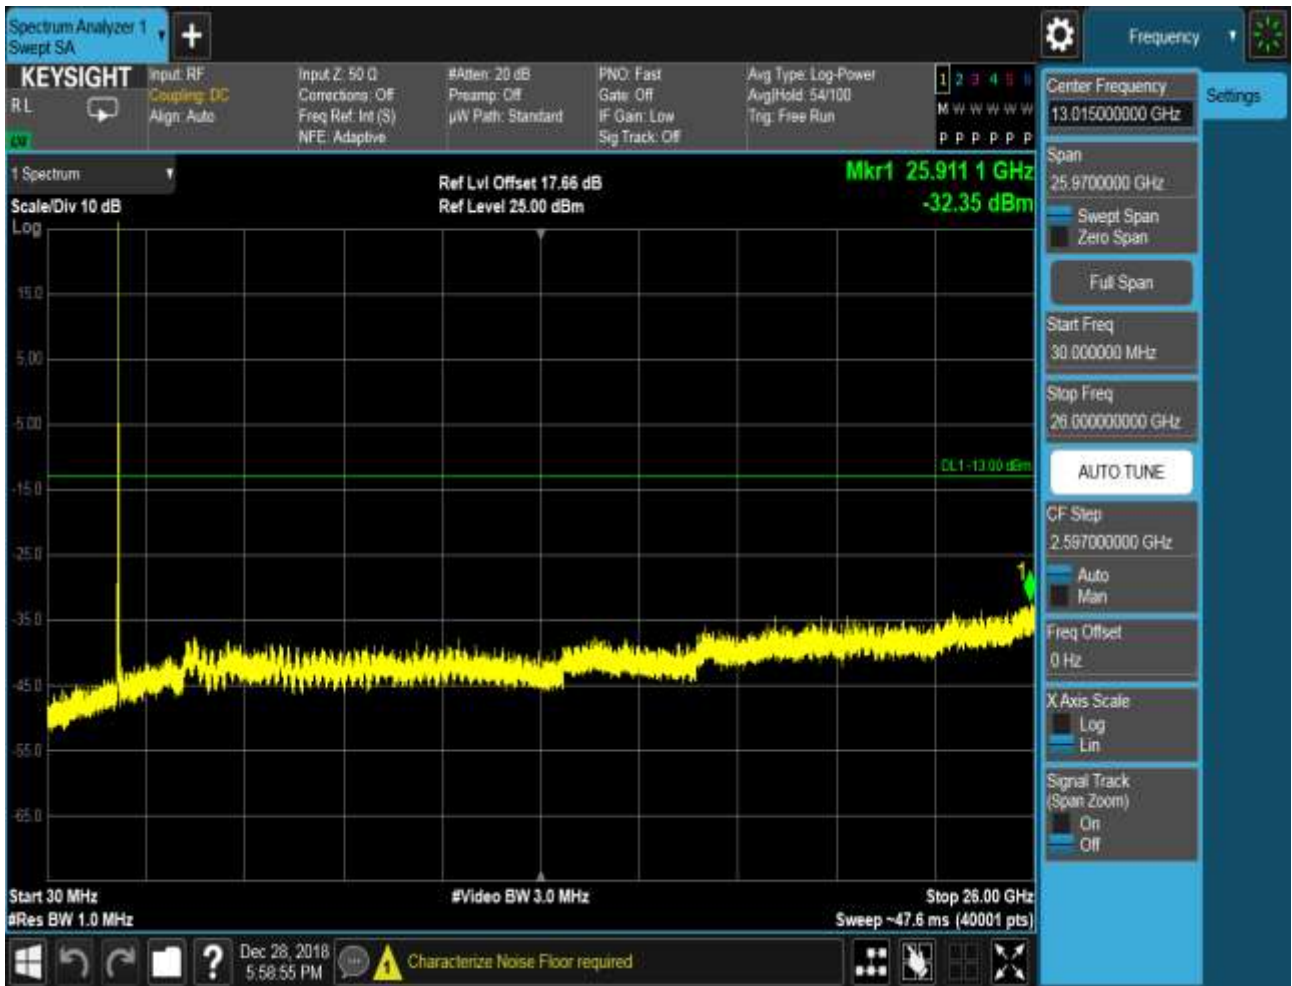 Spectrum Analyzer 1
Swept SA
+
Frequency
KEYSIGHT
RL
LXI
Input: RF
Coupling: DC
Align: Auto
Input Z: 50 Ω
Corrections: Off
Freq Ref: Int (S)
NFE: Adaptive
#Atten: 20 dB
Preamp: Off
µW Path: Standard
PNO: Fast
Gate: Off
IF Gain: Low
Sig Track: Off
Avg Type: Log-Power
Avg|Hold: 54/100
Trig: Free Run
1 2 3 4 5 6
M W W W W W
P P P P P P
1 Spectrum
Scale/Div 10 dB
Log
Ref Lvl Offset 17.66 dB
Ref Level 25.00 dBm
Mkr1 25.911 1 GHz
-32.35 dBm
15.0
5.00
-5.00
-15.0
-25.0
-35.0
-45.0
-55.0
-65.0
DL1 -13.00 dBm
1
Start 30 MHz
#Res BW 1.0 MHz
#Video BW 3.0 MHz
Stop 26.00 GHz
Sweep ~47.6 ms (40001 pts)
Center Frequency
13.015000000 GHz
Settings
Span
25.9700000 GHz
Swept Span
Zero Span
Full Span
Start Freq
30.000000 MHz
Stop Freq
26.000000000 GHz
AUTO TUNE
CF Step
2.597000000 GHz
Auto
Man
Freq Offset
0 Hz
X Axis Scale
Log
Lin
Signal Track
(Span Zoom)
On
Off
?
Dec 28, 2018
5:58:55 PM
1
Characterize Noise Floor required